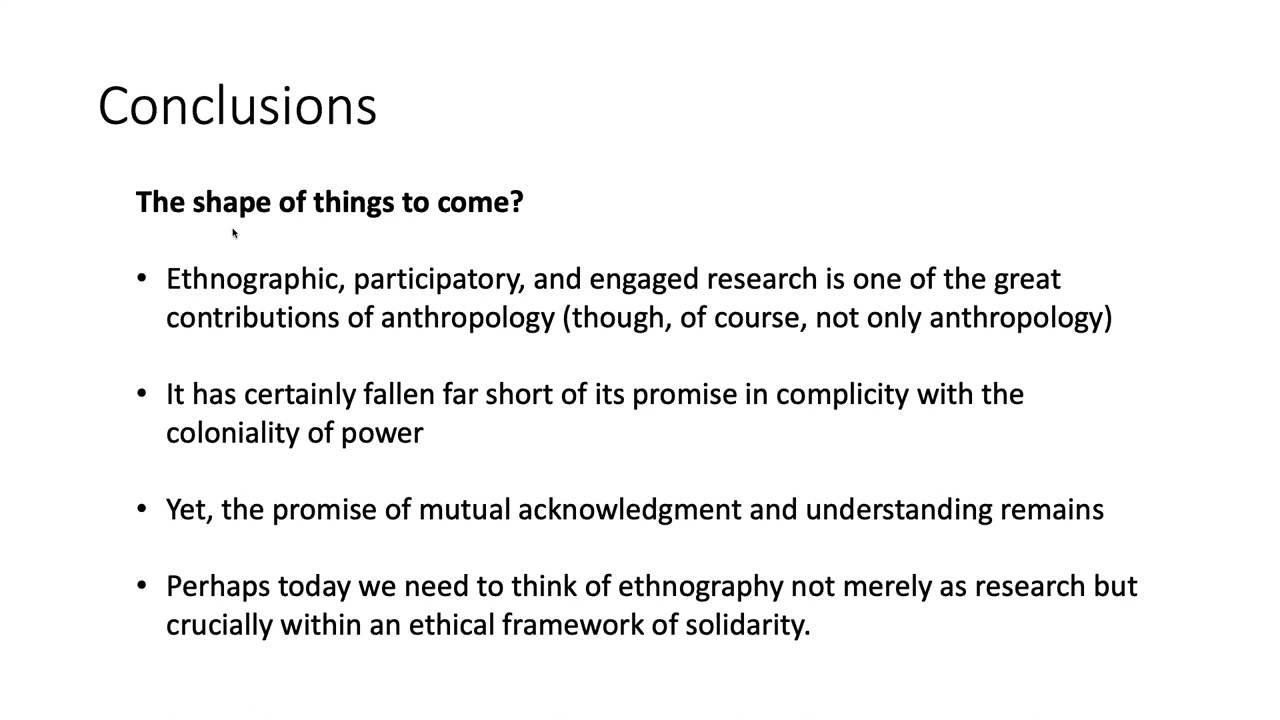 Conclusions
The shape of things to come?
• Ethnographic, participatory, and engaged research is one of the great
contributions of anthropology (though, of course, not only anthropology)
• It has certainly fallen far short of its promise in complicity with the
coloniality of power
• Yet, the promise of mutual acknowledgment and understanding remains
• Perhaps today we need to think of ethnography not merely as research but
crucially within an ethical framework of solidarity.